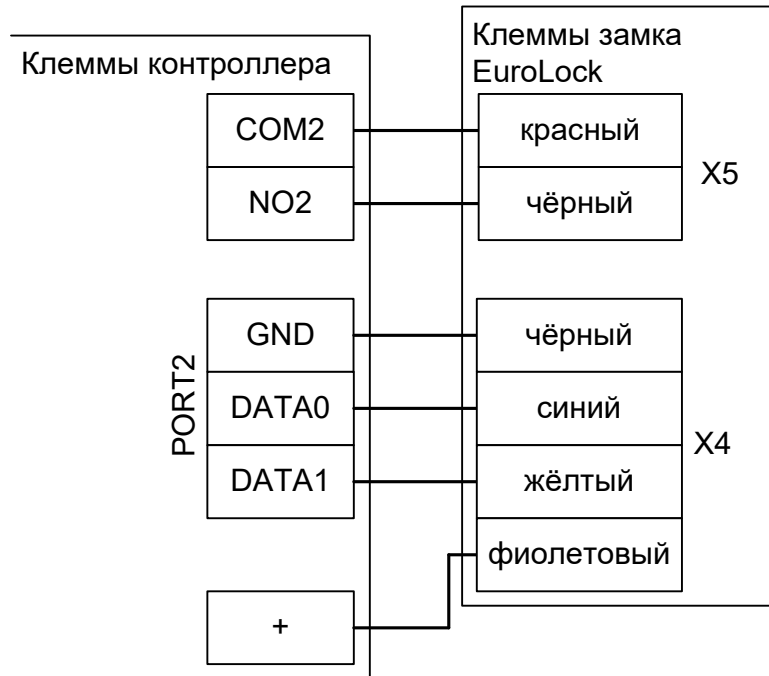 Клеммы контроллера
Клеммы замка
EuroLock
COM2
красный
NO2
чёрный
X5
PORT2
GND
чёрный
DATA0
синий
DATA1
жёлтый
X4
фиолетовый
+